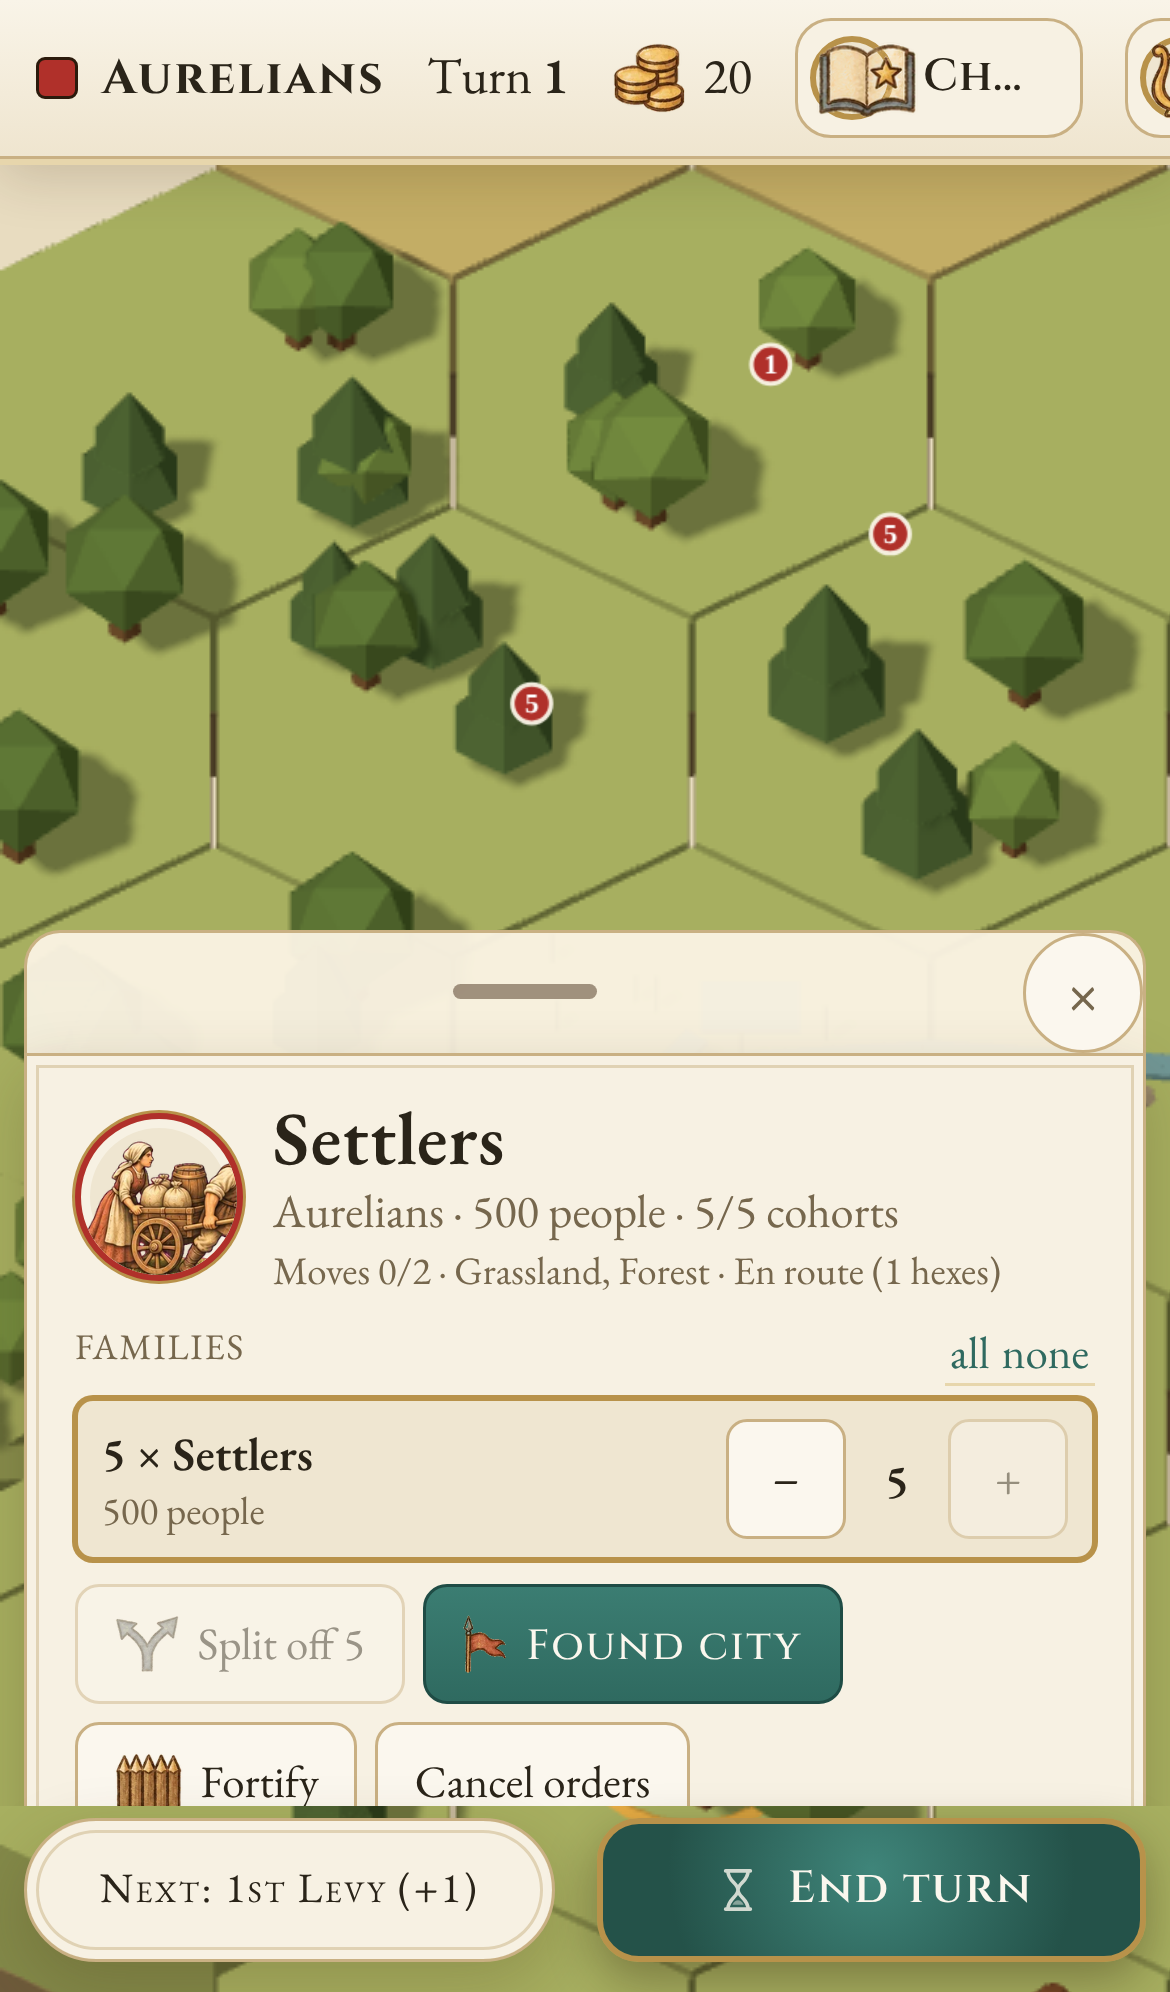 AURELIANS Turn 1 20 CH...
1
5
5
×
Settlers
Aurelians · 500 people · 5/5 cohorts
Moves 0/2 · Grassland, Forest · En route (1 hexes)
FAMILIES all none
5 × Settlers
500 people
− 5 +
Split off 5 FOUND CITY
Fortify Cancel orders
NEXT: 1ST LEVY (+1) END TURN